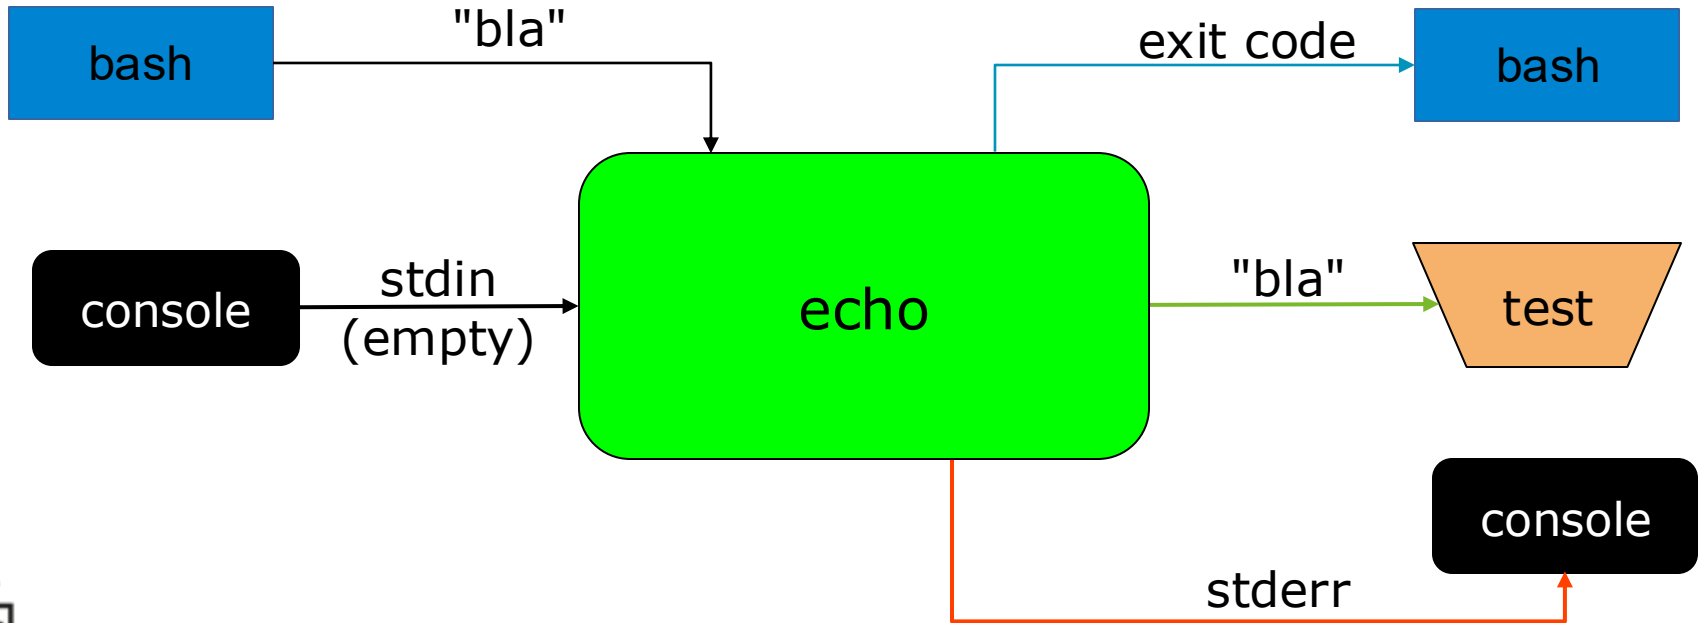 bash
"bla"
exit code
bash
console
stdin
(empty)
echo
"bla"
test
console
stderr